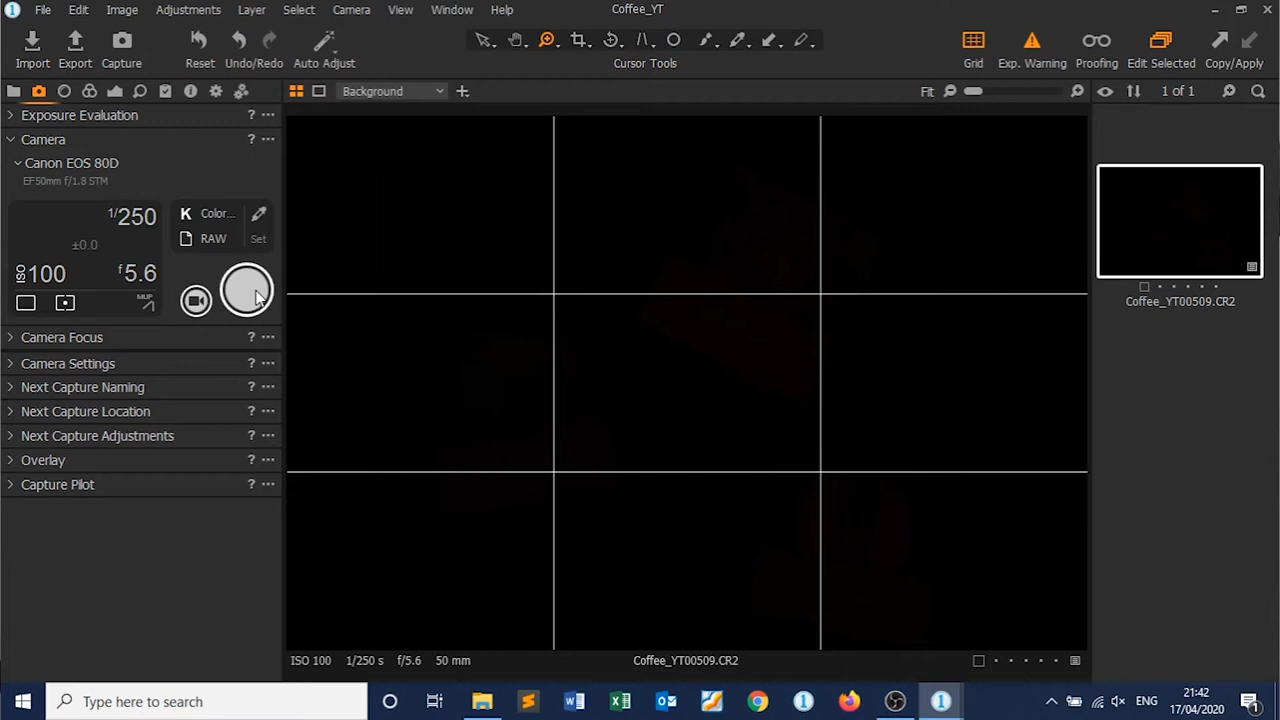 File Edit Image Adjustments Layer Select Camera View Window Help Coffee_YT
Import Export Capture Reset Undo/Redo Auto Adjust Cursor Tools Grid Exp. Warning Proofing Edit Selected Copy/Apply
Background Fit 1 of 1
Exposure Evaluation ?
Camera ?
Canon EOS 80D
EF50mm f/1.8 STM
1/250 K Color...
±0.0 RAW Set
ISO 100 f 5.6
MUP
Camera Focus ?
Camera Settings ?
Next Capture Naming ?
Next Capture Location ?
Next Capture Adjustments ?
Overlay ?
Capture Pilot ?
Coffee_YT00509.CR2
ISO 100 1/250 s f/5.6 50 mm Coffee_YT00509.CR2
Type here to search ENG 21:42
17/04/2020